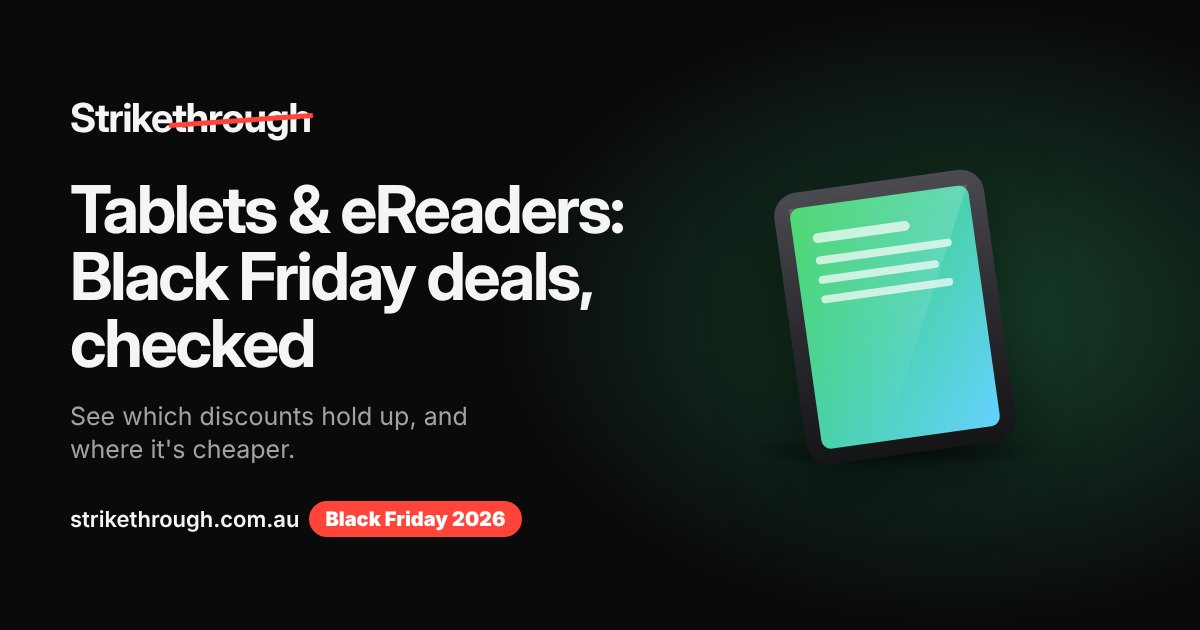 Strikethrough
Tablets & eReaders:
Black Friday deals,
checked
See which discounts hold up, and
where it's cheaper.
strikethrough.com.au
Black Friday 2026